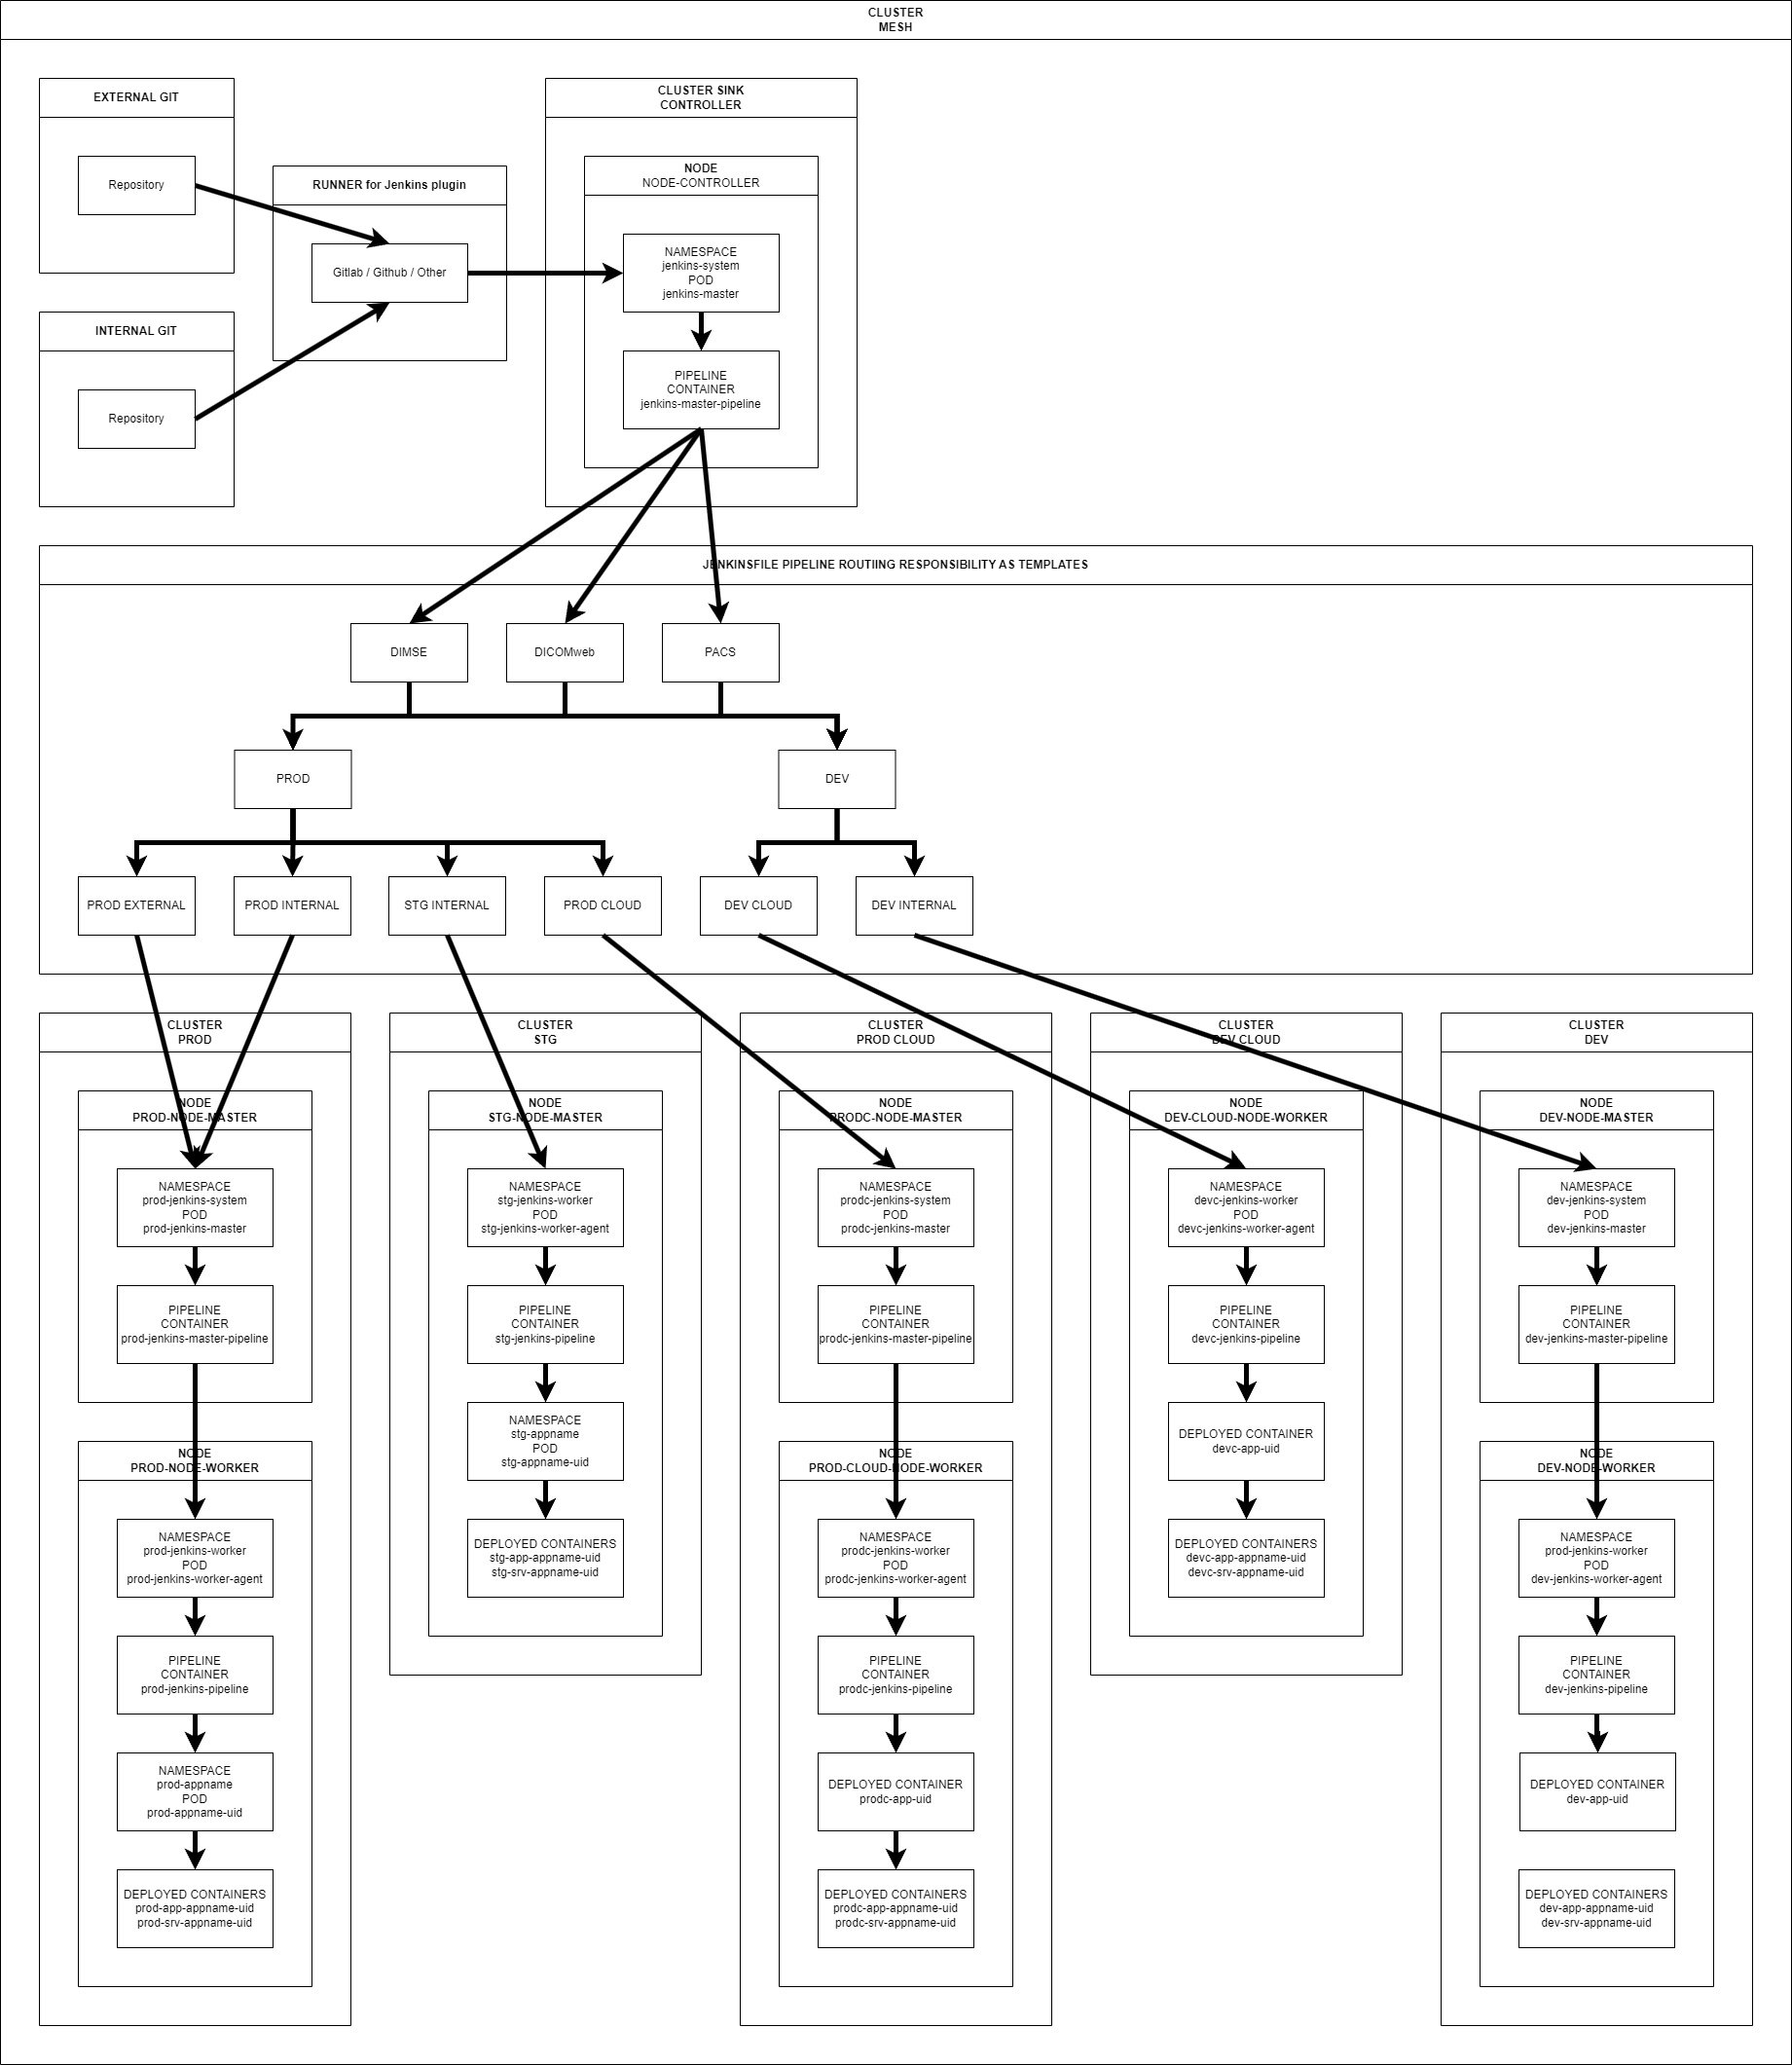 CLUSTER
MESH
EXTERNAL GIT
Repository
INTERNAL GIT
Repository
RUNNER for Jenkins plugin
Gitlab / Github / Other
CLUSTER SINK
CONTROLLER
NODE
NODE-CONTROLLER
NAMESPACE
jenkins-system
POD
jenkins-master
PIPELINE
CONTAINER
jenkins-master-pipeline
JENKINSFILE PIPELINE ROUTIING RESPONSIBILITY AS TEMPLATES
DIMSE
DICOMweb
PACS
PROD
DEV
PROD EXTERNAL
PROD INTERNAL
STG INTERNAL
PROD CLOUD
DEV CLOUD
DEV INTERNAL
CLUSTER
PROD
NODE
PROD-NODE-MASTER
NAMESPACE
prod-jenkins-system
POD
prod-jenkins-master
PIPELINE
CONTAINER
prod-jenkins-master-pipeline
NODE
PROD-NODE-WORKER
NAMESPACE
prod-jenkins-worker
POD
prod-jenkins-worker-agent
PIPELINE
CONTAINER
prod-jenkins-pipeline
NAMESPACE
prod-appname
POD
prod-appname-uid
DEPLOYED CONTAINERS
prod-app-appname-uid
prod-srv-appname-uid
CLUSTER
STG
NODE
STG-NODE-MASTER
NAMESPACE
stg-jenkins-worker
POD
stg-jenkins-worker-agent
PIPELINE
CONTAINER
stg-jenkins-pipeline
NAMESPACE
stg-appname
POD
stg-appname-uid
DEPLOYED CONTAINERS
stg-app-appname-uid
stg-srv-appname-uid
CLUSTER
PROD CLOUD
NODE
PRODC-NODE-MASTER
NAMESPACE
prodc-jenkins-system
POD
prodc-jenkins-master
PIPELINE
CONTAINER
prodc-jenkins-master-pipeline
NODE
PROD-CLOUD-NODE-WORKER
NAMESPACE
prodc-jenkins-worker
POD
prodc-jenkins-worker-agent
PIPELINE
CONTAINER
prodc-jenkins-pipeline
DEPLOYED CONTAINER
prodc-app-uid
DEPLOYED CONTAINERS
prodc-app-appname-uid
prodc-srv-appname-uid
CLUSTER
DEV CLOUD
NODE
DEV-CLOUD-NODE-WORKER
NAMESPACE
devc-jenkins-worker
POD
devc-jenkins-worker-agent
PIPELINE
CONTAINER
devc-jenkins-pipeline
DEPLOYED CONTAINER
devc-app-uid
DEPLOYED CONTAINERS
devc-app-appname-uid
devc-srv-appname-uid
CLUSTER
DEV
NODE
DEV-NODE-MASTER
NAMESPACE
dev-jenkins-system
POD
dev-jenkins-master
PIPELINE
CONTAINER
dev-jenkins-master-pipeline
NODE
DEV-NODE-WORKER
NAMESPACE
prod-jenkins-worker
POD
dev-jenkins-worker-agent
PIPELINE
CONTAINER
dev-jenkins-pipeline
DEPLOYED CONTAINER
dev-app-uid
DEPLOYED CONTAINERS
dev-app-appname-uid
dev-srv-appname-uid